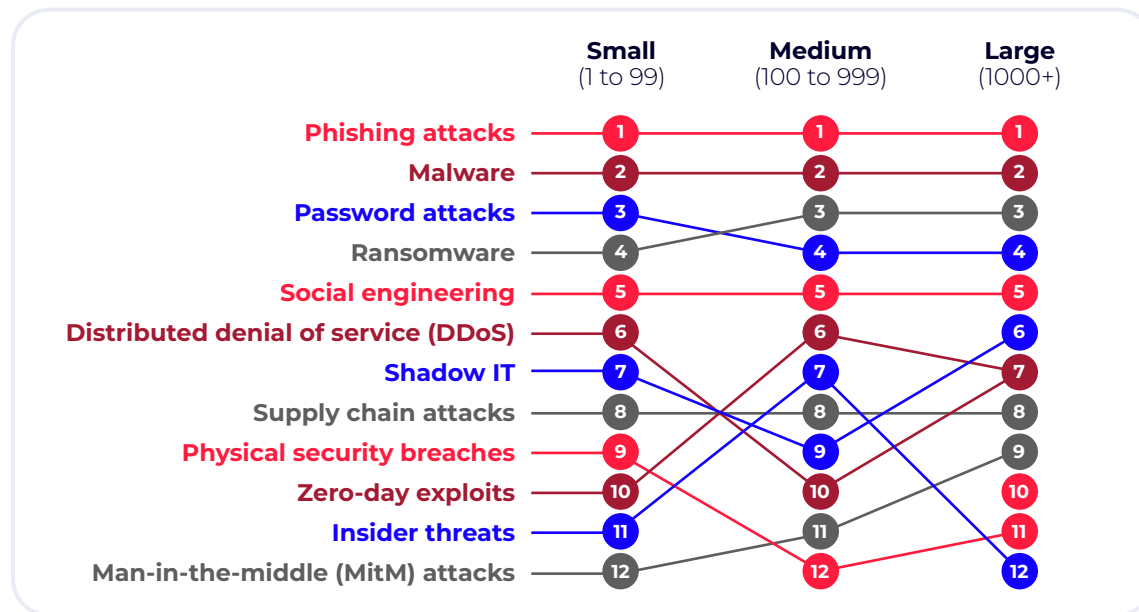 Small Medium Large
(1 to 99) (100 to 999) (1000+)
Phishing attacks 1 1 1
Malware 2 2 2
Password attacks 3 3 3
Ransomware 4 4 4
Social engineering 5 5 5
Distributed denial of service (DDoS) 6 6 6
Shadow IT 7 7 7
Supply chain attacks 8 8 8
Physical security breaches 9 9 9
Zero-day exploits 10 10 10
Insider threats 11 11 11
Man-in-the-middle (MitM) attacks 12 12 12